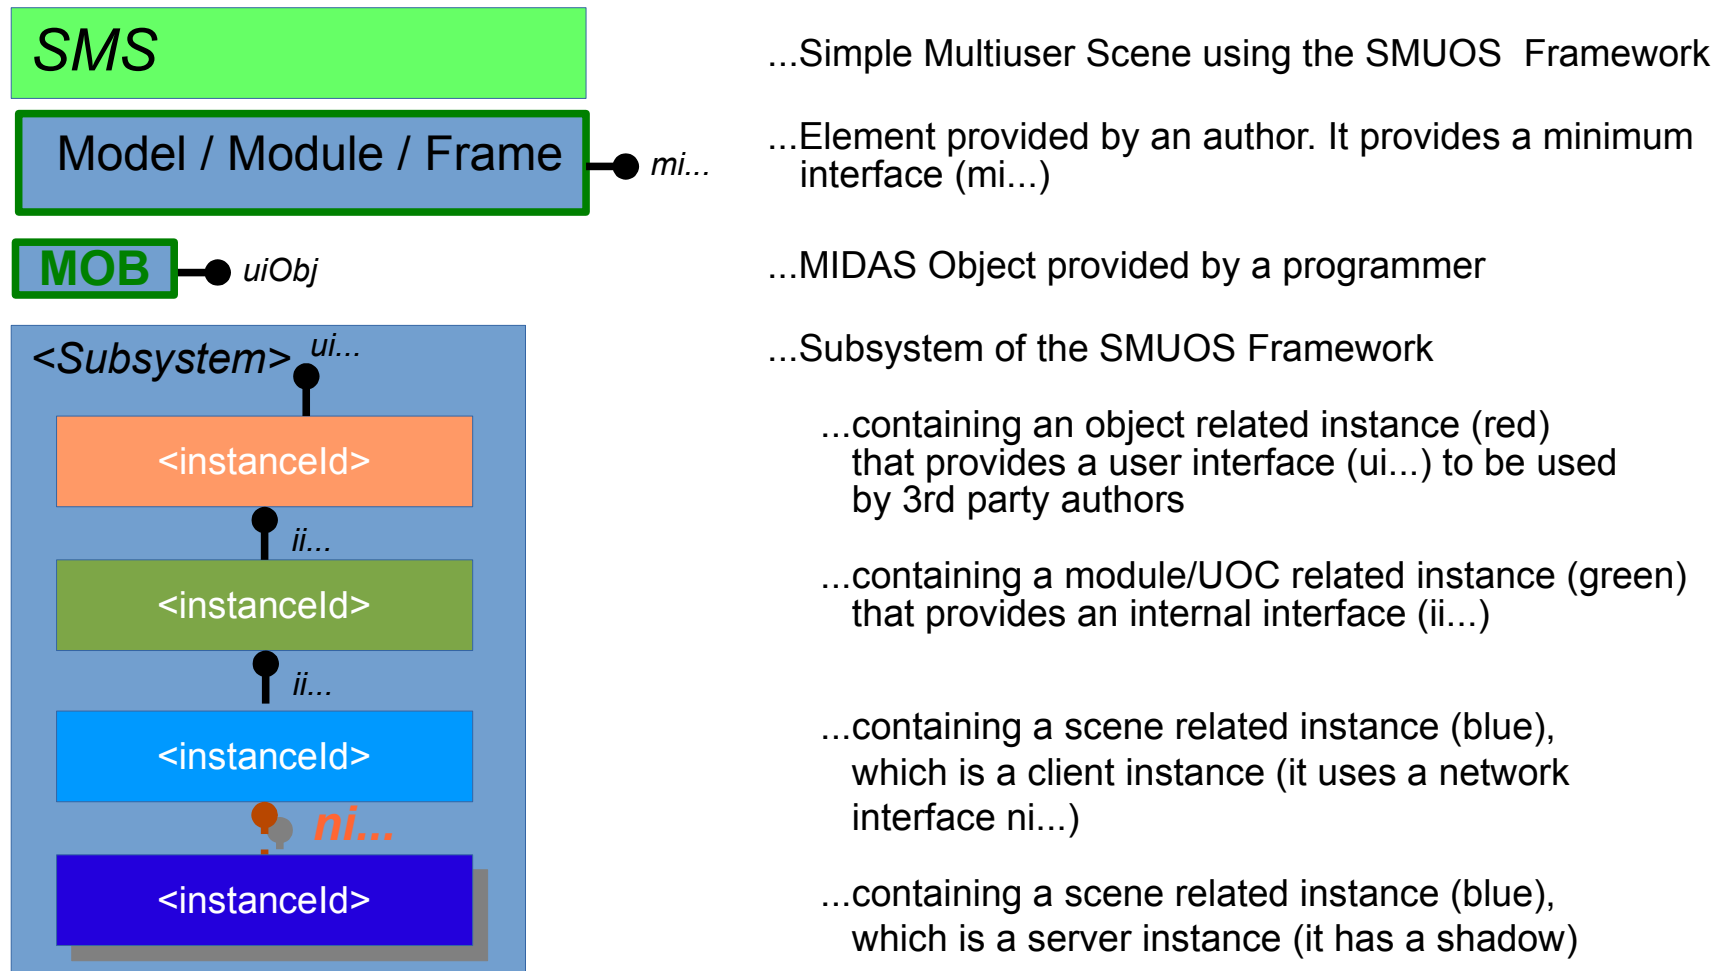 SMS
...Simple Multiuser Scene using the SMUOS Framework
Model / Module / Frame
mi...
...Element provided by an author. It provides a minimum
interface (mi...)
MOB
uiObj
...MIDAS Object provided by a programmer
<Subsystem>
ui...
...Subsystem of the SMUOS Framework
<instanceId>
...containing an object related instance (red)
that provides a user interface (ui...) to be used
by 3rd party authors
ii...
<instanceId>
...containing a module/UOC related instance (green)
that provides an internal interface (ii...)
ii...
<instanceId>
...containing a scene related instance (blue),
which is a client instance (it uses a network
interface ni...)
ni...
<instanceId>
...containing a scene related instance (blue),
which is a server instance (it has a shadow)